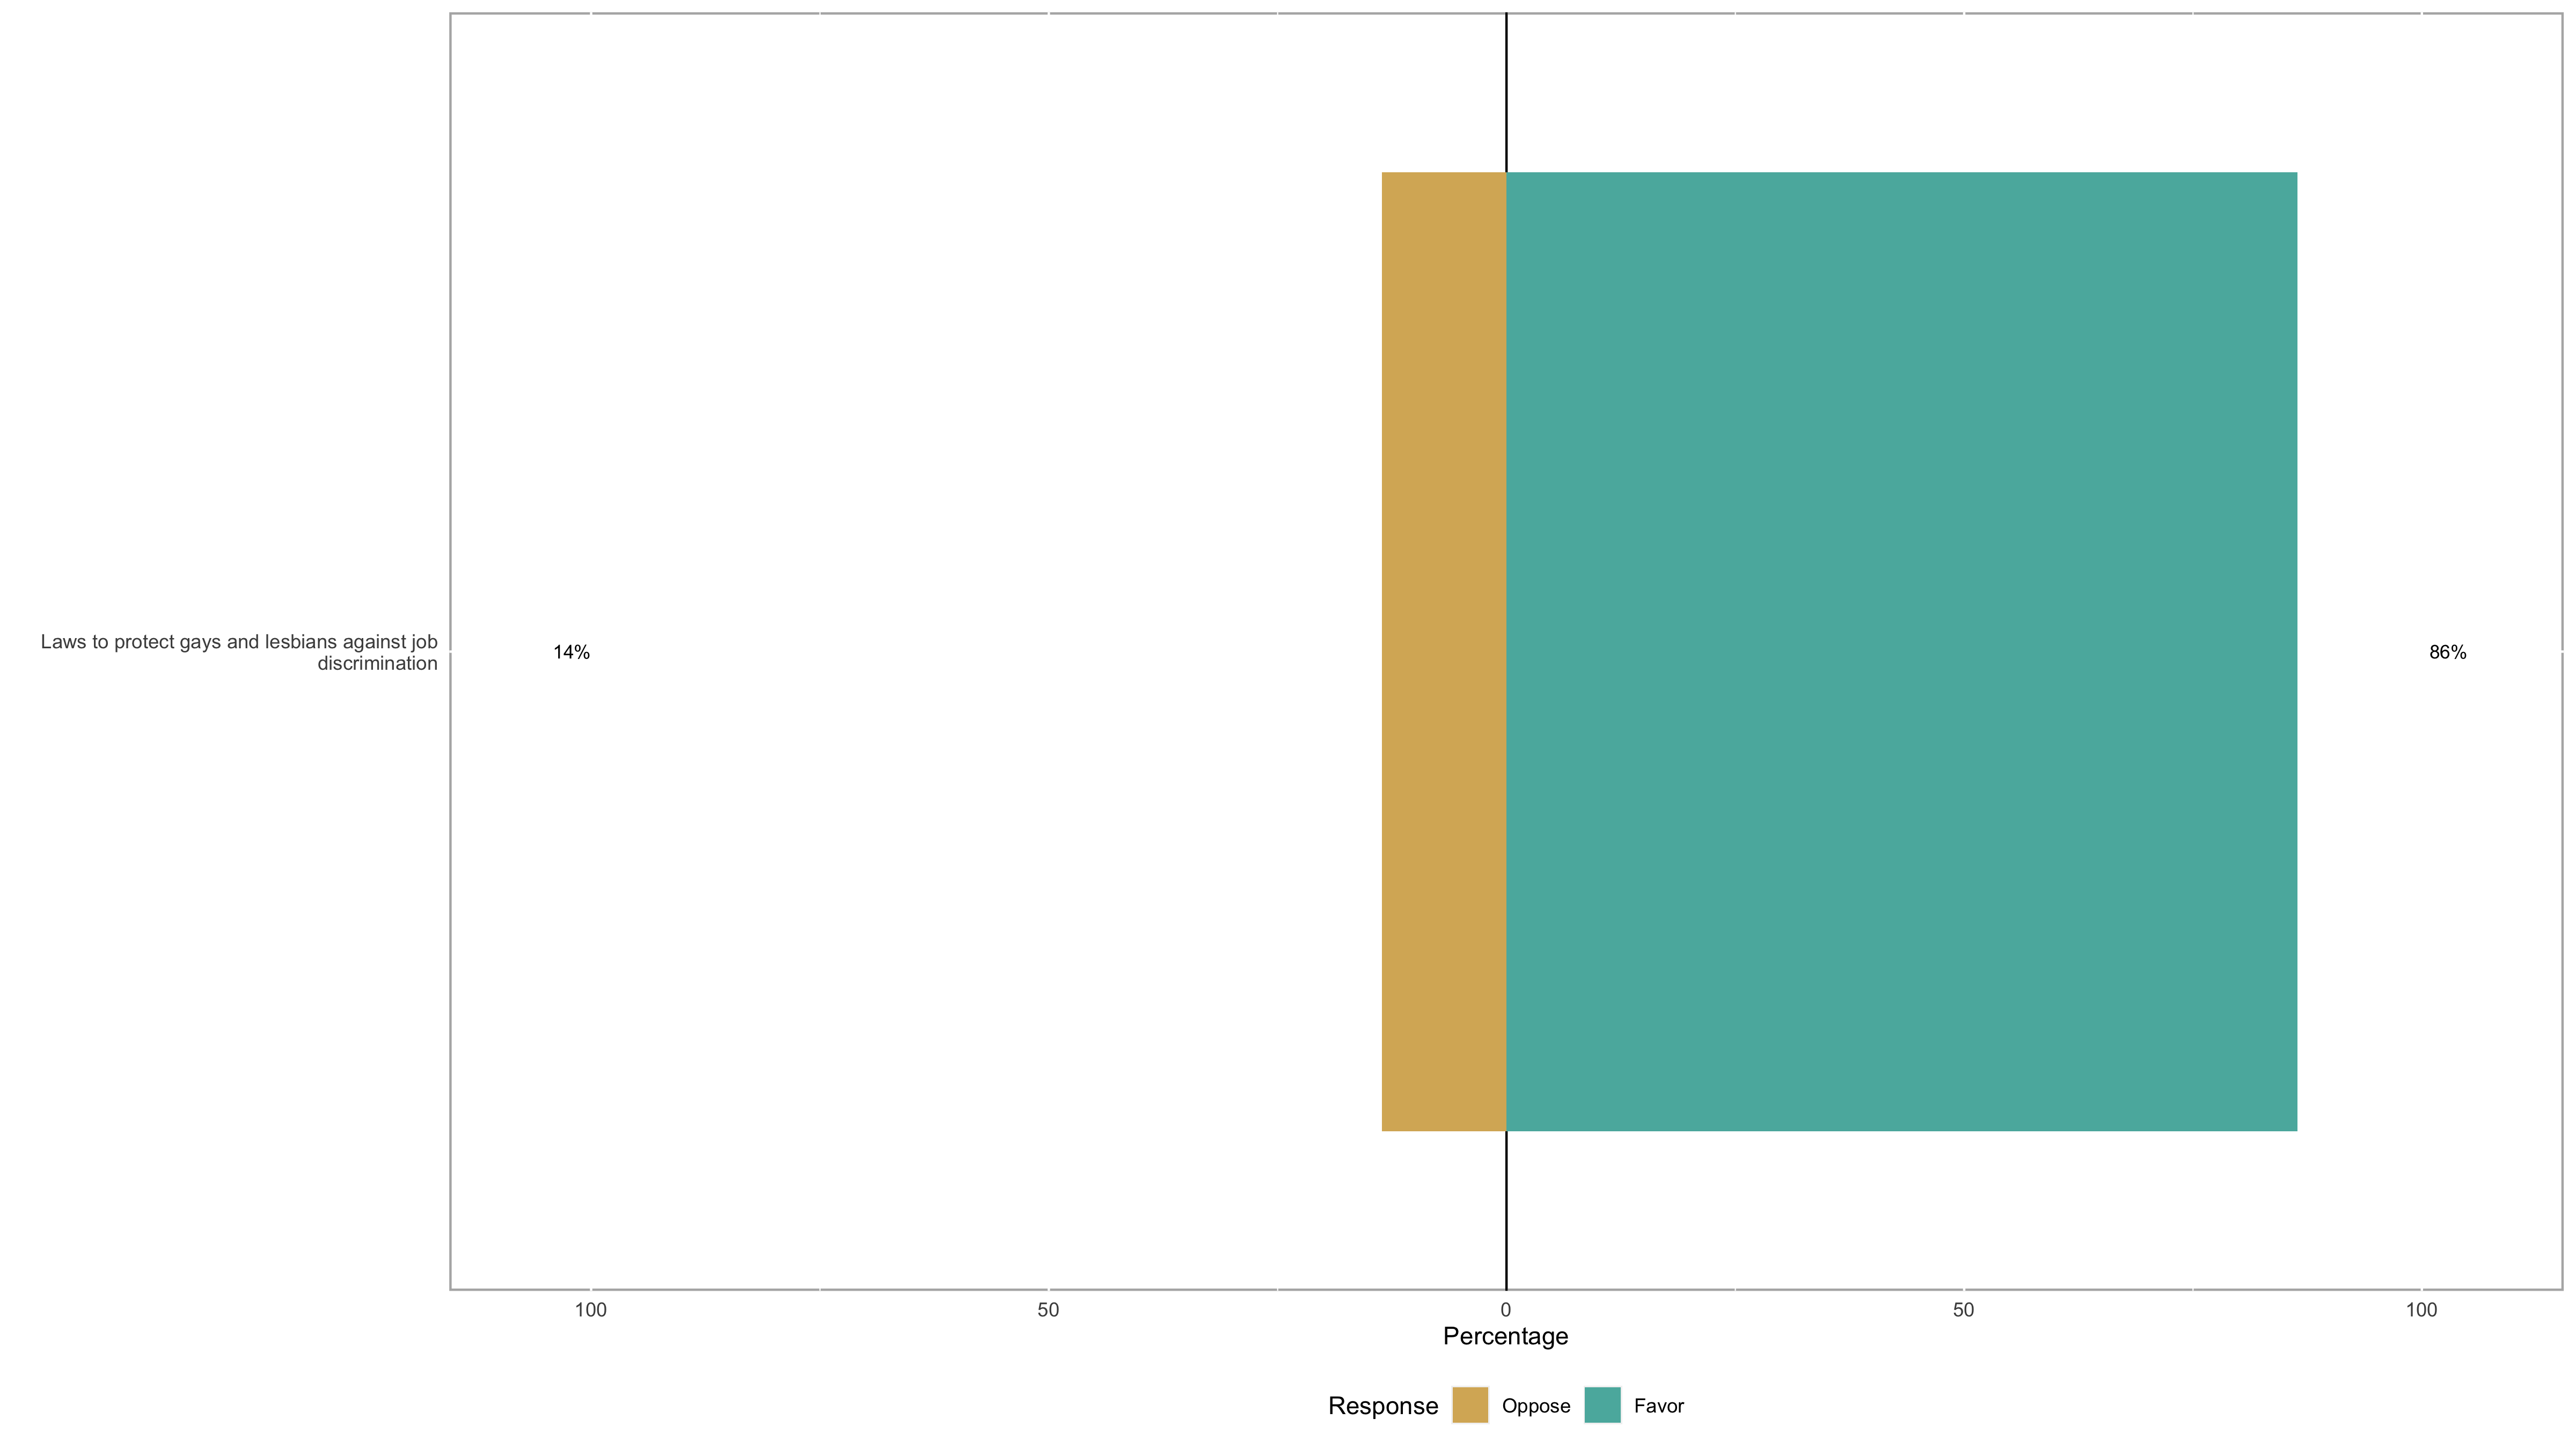 Laws to protect gays and lesbians against job
discrimination
14%
86%
100 50 0 50 100
Percentage
Response Oppose Favor